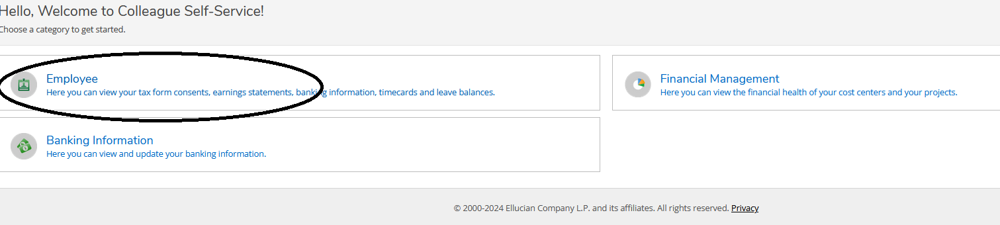 Hello, Welcome to Colleague Self-Service!
Choose a category to get started.
Employee
Here you can view your tax form consents, earnings statements, banking information, timecards and leave balances.
Financial Management
Here you can view the financial health of your cost centers and your projects.
Banking Information
Here you can view and update your banking information.
© 2000-2024 Ellucian Company L.P. and its affiliates. All rights reserved. Privacy